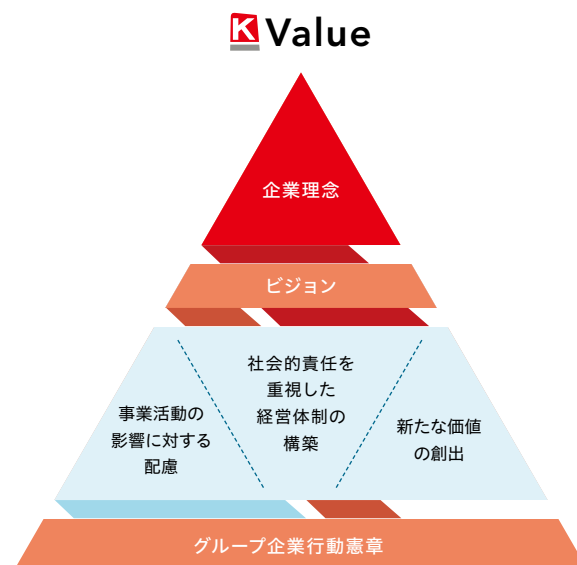 K Value
企業理念
ビジョン
事業活動の
影響に対する
配慮
社会的責任を
重視した
経営体制の
構築
新たな価値
の創出
グループ企業行動憲章